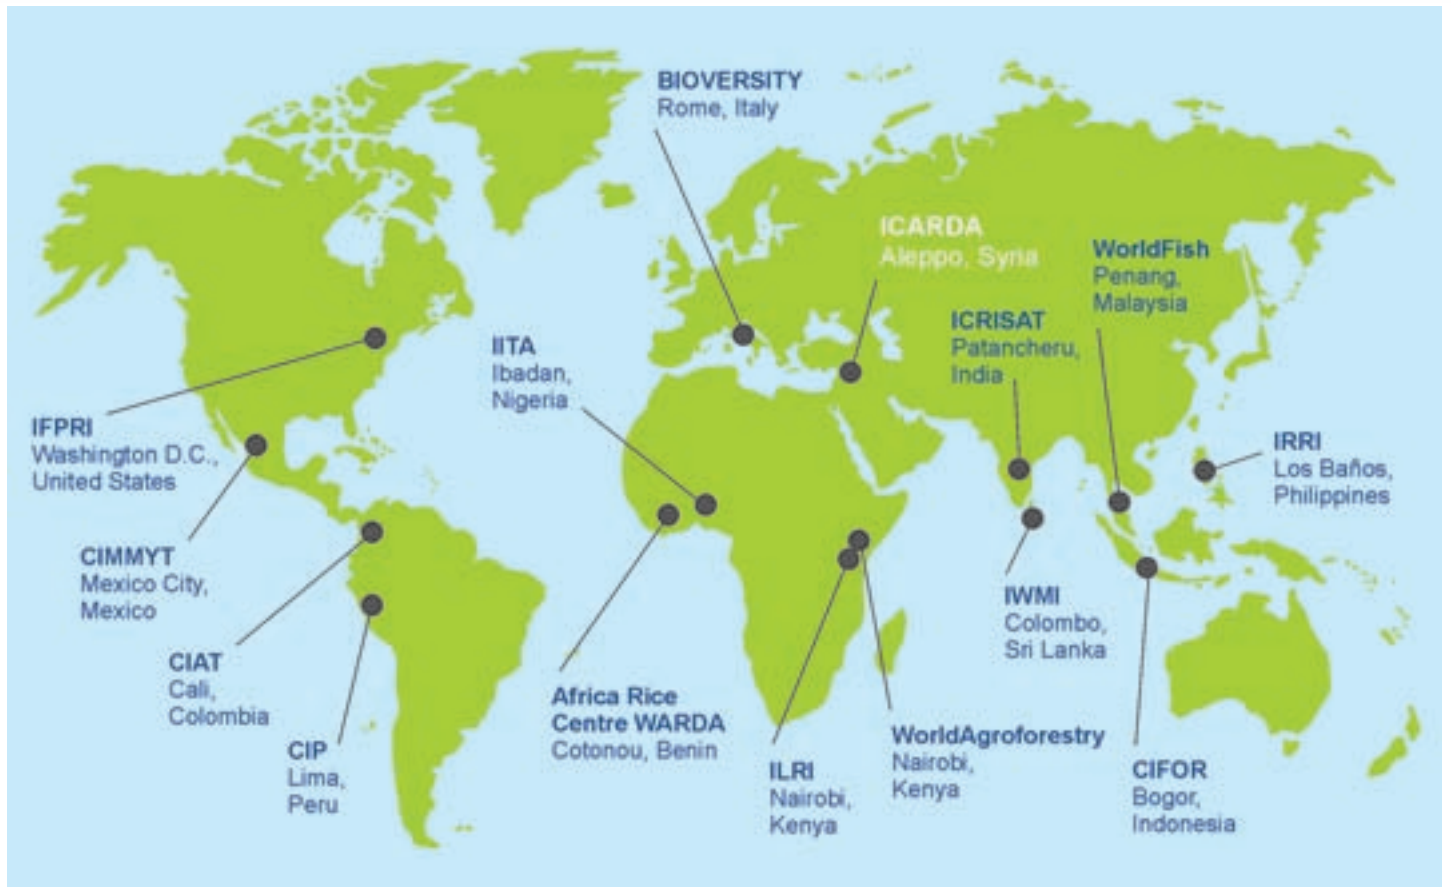 BIOVERSITY
Rome, Italy
ICARDA
Aleppo, Syria
WorldFish
Penang,
Malaysia
ICRISAT
Patancheru,
India
IITA
Ibadan,
Nigeria
IFPRI
Washington D.C.,
United States
IRRI
Los Baños,
Philippines
CIMMYT
Mexico City,
Mexico
IWMI
Colombo,
Sri Lanka
CIAT
Cali,
Colombia
Africa Rice
Centre WARDA
Cotonou, Benin
WorldAgroforestry
Nairobi,
Kenya
CIP
Lima,
Peru
ILRI
Nairobi,
Kenya
CIFOR
Bogor,
Indonesia